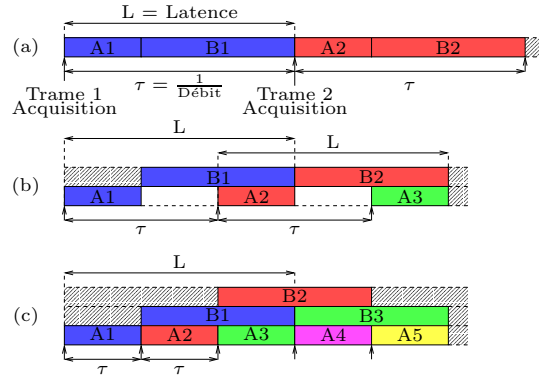 L = Latence
(a) A1 B1 A2 B2
τ = 1/Débit τ
Trame 1 Trame 2
Acquisition Acquisition
L
L
(b) B1 B2
A1 A2 A3
τ τ
L
B2
(c) B1 B3
A1 A2 A3 A4 A5
τ τ